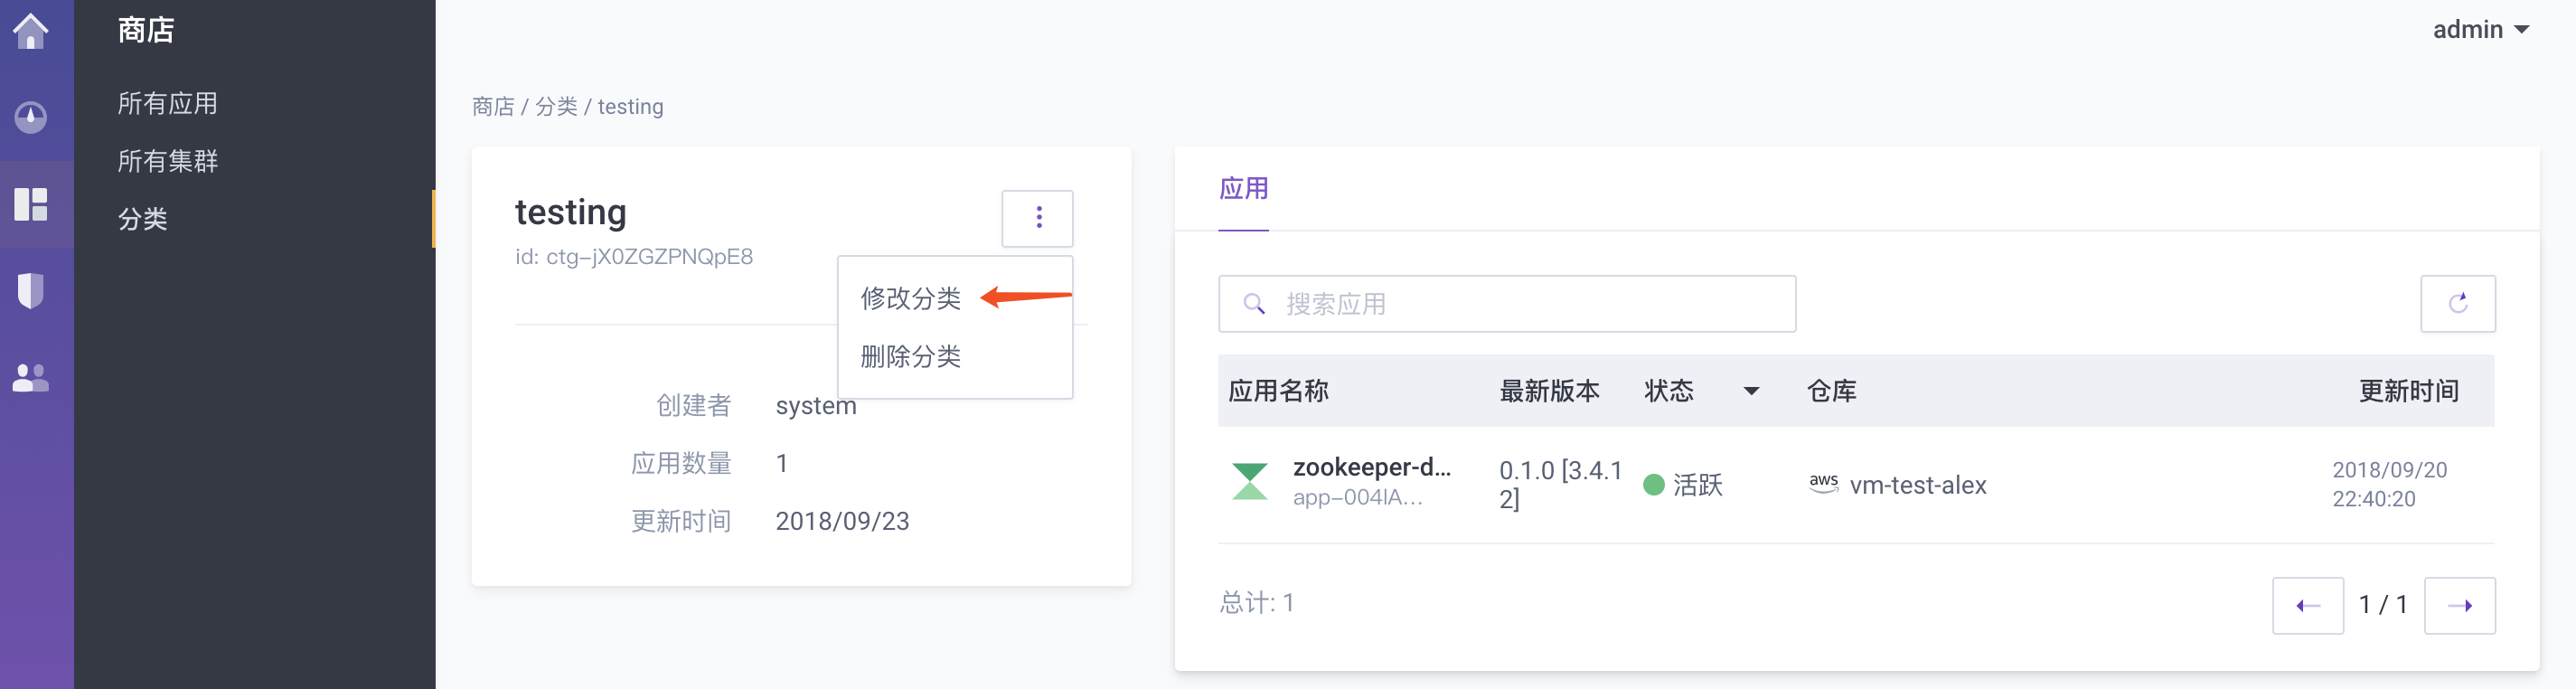 商店
所有应用
所有集群
分类
admin
商店 / 分类 / testing
testing
id: ctg-jX0ZGZPNQpE8
修改分类
删除分类
创建者 system
应用数量 1
更新时间 2018/09/23
应用
搜索应用
应用名称 最新版本 状态 仓库 更新时间
zookeeper-d... 0.1.0 [3.4.1 活跃 aws vm-test-alex 2018/09/20
app-004IA... 2] 22:40:20
总计: 1
1 / 1